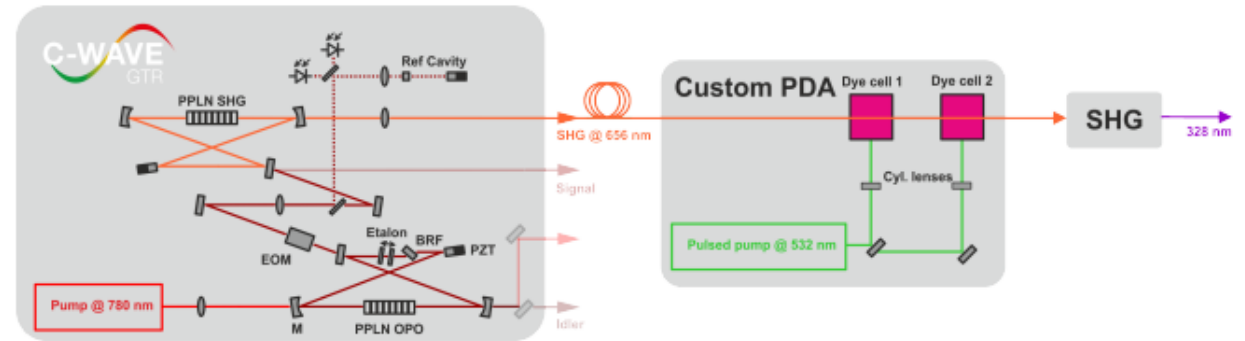 C-WAVE
GTR
Ref Cavity
PPLN SHG
SHG @ 656 nm
Signal
Etalon
BRF
PZT
EOM
Pump @ 780 nm
M
PPLN OPO
Idler
Custom PDA
Dye cell 1
Dye cell 2
Cyl. lenses
Pulsed pump @ 532 nm
SHG
328 nm